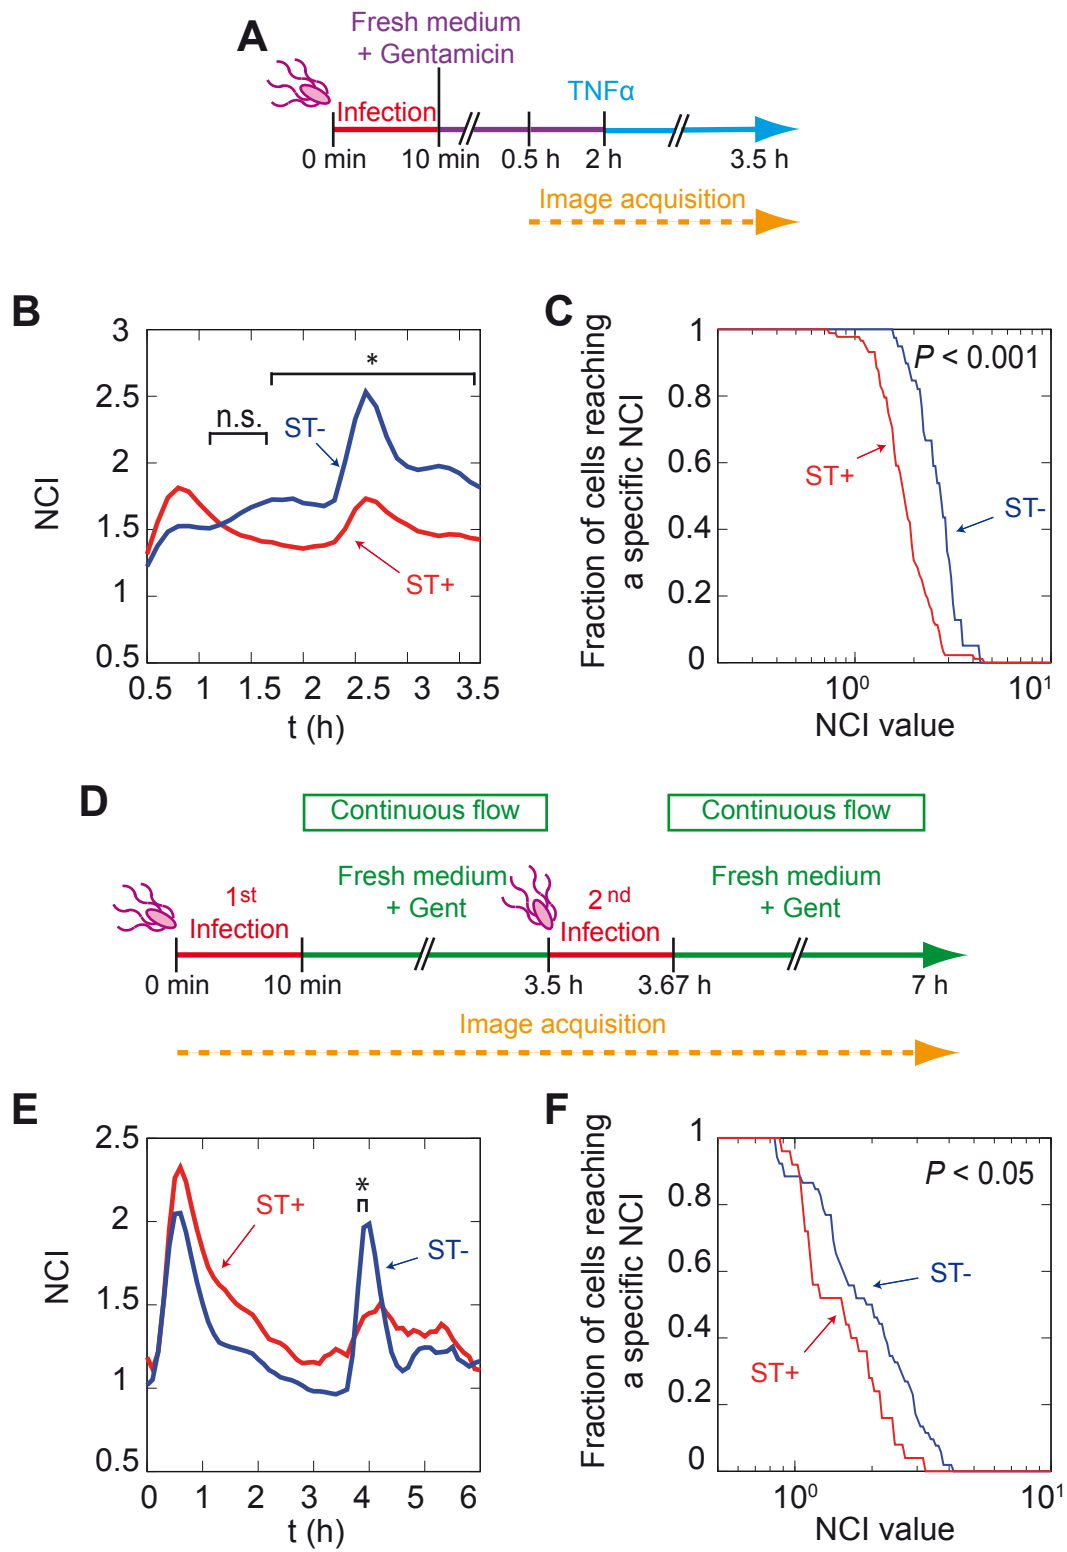 A
Fresh medium
+ Gentamicin
Infection
TNFα
0 min
10 min
0.5 h
2 h
3.5 h
Image acquisition
B
3
2.5
2
1.5
1
0.5
NCI
n.s.
*
ST-
ST+
0.5 1 1.5 2 2.5 3 3.5
t (h)
C
Fraction of cells reaching
a specific NCI
1
0.8
0.6
0.4
0.2
0
P < 0.001
ST+
ST-
10⁰ 10¹
NCI value
D
Continuous flow
Continuous flow
1st
Infection
Fresh medium
+ Gent
2nd
Infection
Fresh medium
+ Gent
0 min
10 min
3.5 h
3.67 h
7 h
Image acquisition
E
2.5
2
1.5
1
0.5
NCI
*
ST+
ST-
0 1 2 3 4 5 6
t (h)
F
Fraction of cells reaching
a specific NCI
1
0.8
0.6
0.4
0.2
0
P < 0.05
ST-
ST+
10⁰ 10¹
NCI value